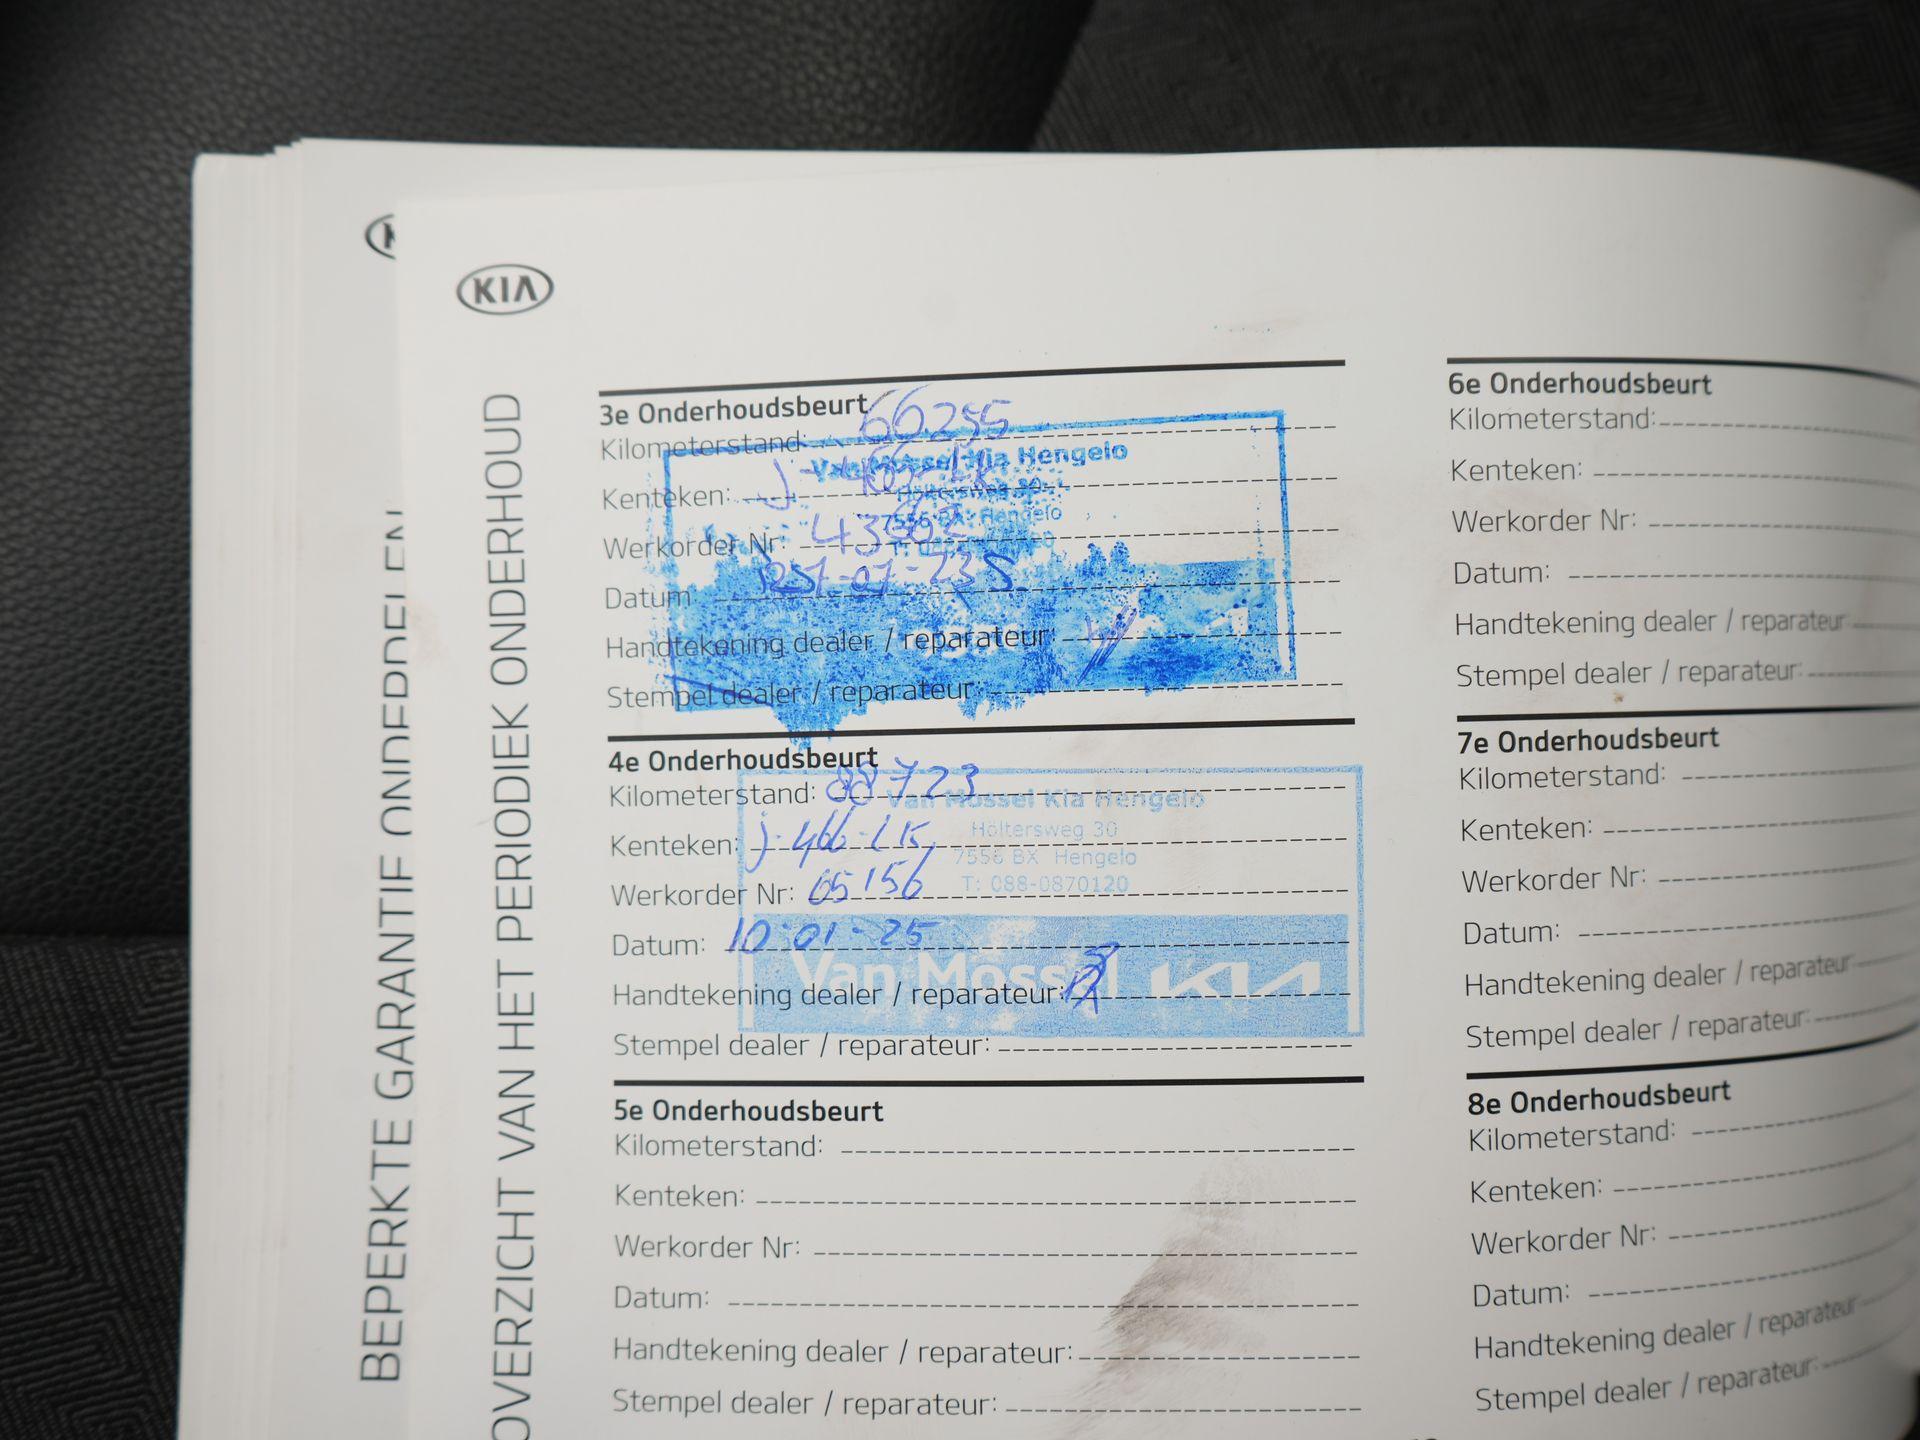 KIA
BEPERKTE GARANTIE ONDERDELEN
OVERZICHT VAN HET PERIODIEK ONDERHOUD
3e Onderhoudsbeurt
Kilometerstand: 66255
Kenteken:
Werkorder Nr:
Datum:
Handtekening dealer / reparateur:
Stempel dealer / reparateur:
Van Mossel Kia Hengelo
7556 BX Hengelo
4e Onderhoudsbeurt
Kilometerstand: 88723
Kenteken: J-466-LK
Werkorder Nr: 65156
Datum: 10-01-25
Handtekening dealer / reparateur:
Stempel dealer / reparateur:
Van Mossel Kia Hengelo
Höltersweg 30
7556 BX Hengelo
T: 088-0870120
Van Mossel KIA
5e Onderhoudsbeurt
Kilometerstand:
Kenteken:
Werkorder Nr:
Datum:
Handtekening dealer / reparateur:
Stempel dealer / reparateur:
6e Onderhoudsbeurt
Kilometerstand:
Kenteken:
Werkorder Nr:
Datum:
Handtekening dealer / reparateur:
Stempel dealer / reparateur:
7e Onderhoudsbeurt
Kilometerstand:
Kenteken:
Werkorder Nr:
Datum:
Handtekening dealer / reparateur:
Stempel dealer / reparateur:
8e Onderhoudsbeurt
Kilometerstand:
Kenteken:
Werkorder Nr:
Datum:
Handtekening dealer / reparateur:
Stempel dealer / reparateur: